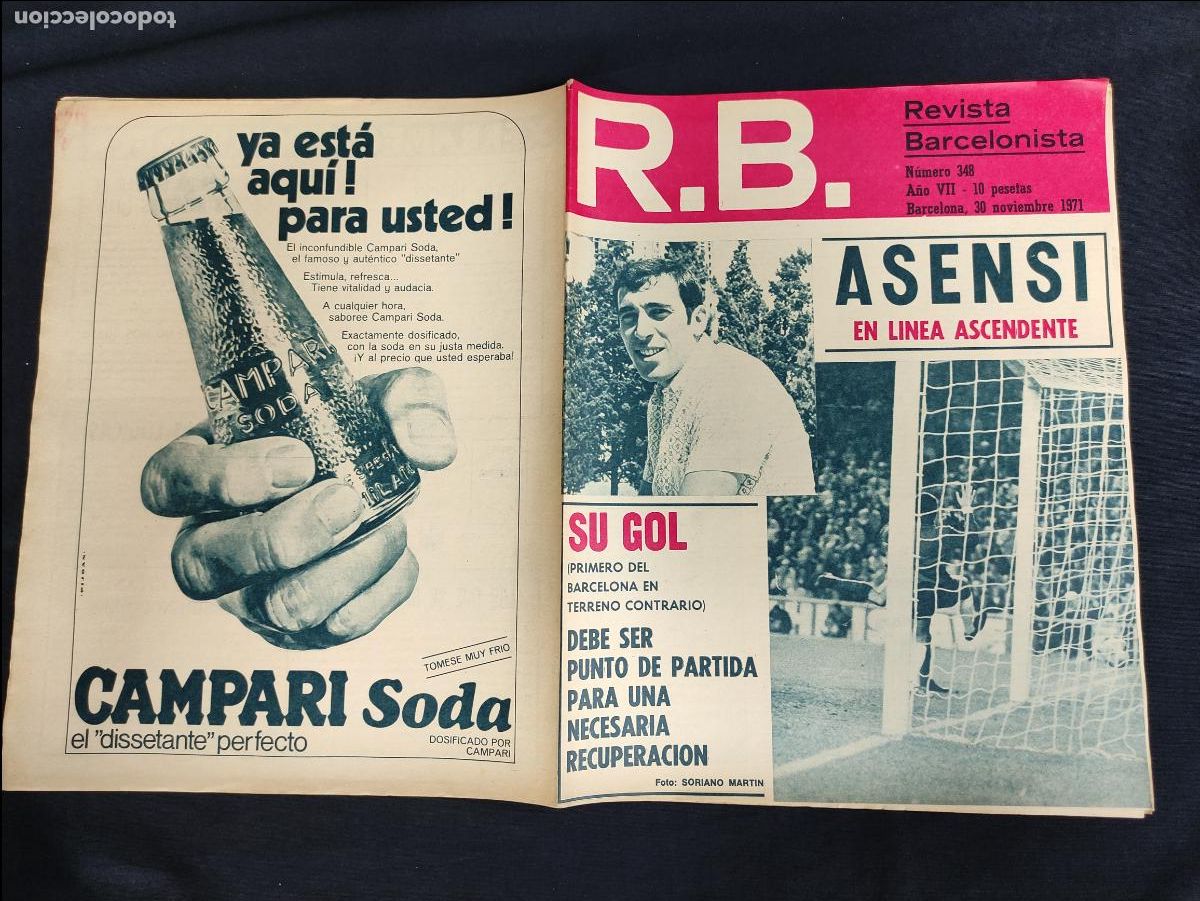 todocoleccion
ya está
aquí!
para usted!
El inconfundible Campari Soda,
el famoso y auténtico "dissetante"
Estimula, refresca...
Tiene vitalidad y audacia.
A cualquier hora,
saboree Campari Soda.
Exactamente dosificado,
con la soda en su justa medida.
¡Y al precio que usted esperaba!
CAMPARI
SODA
MILANO
TOMESE MUY FRIO
CAMPARI Soda
el "dissetante" perfecto
DOSIFICADO POR
CAMPARI
R.B.
Revista
Barcelonista
Número 348
Año VII - 10 pesetas
Barcelona, 30 noviembre 1971
ASENSI
EN LINEA ASCENDENTE
SU GOL
(PRIMERO DEL
BARCELONA EN
TERRENO CONTRARIO)
DEBE SER
PUNTO DE PARTIDA
PARA UNA
NECESARIA
RECUPERACION
Foto: SORIANO MARTIN